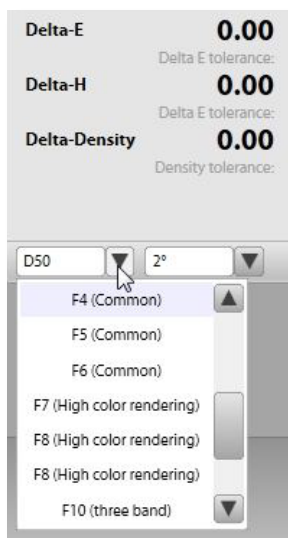 Delta-E 0.00
Delta E tolerance:
Delta-H 0.00
Delta E tolerance:
Delta-Density 0.00
Density tolerance:
D50 2°
F4 (Common)
F5 (Common)
F6 (Common)
F7 (High color rendering)
F8 (High color rendering)
F8 (High color rendering)
F10 (three band)